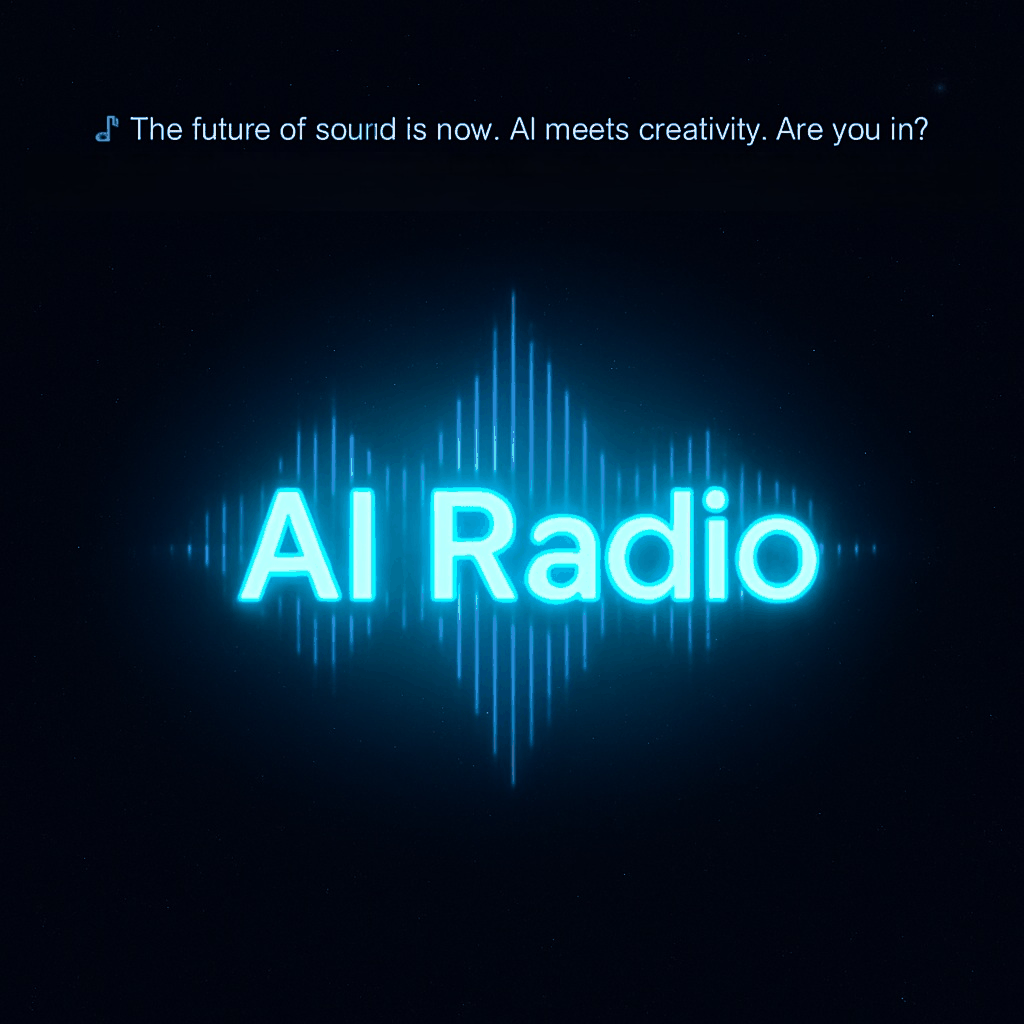 🎵 The future of sound is now. AI meets creativity. Are you in?
AI Radio